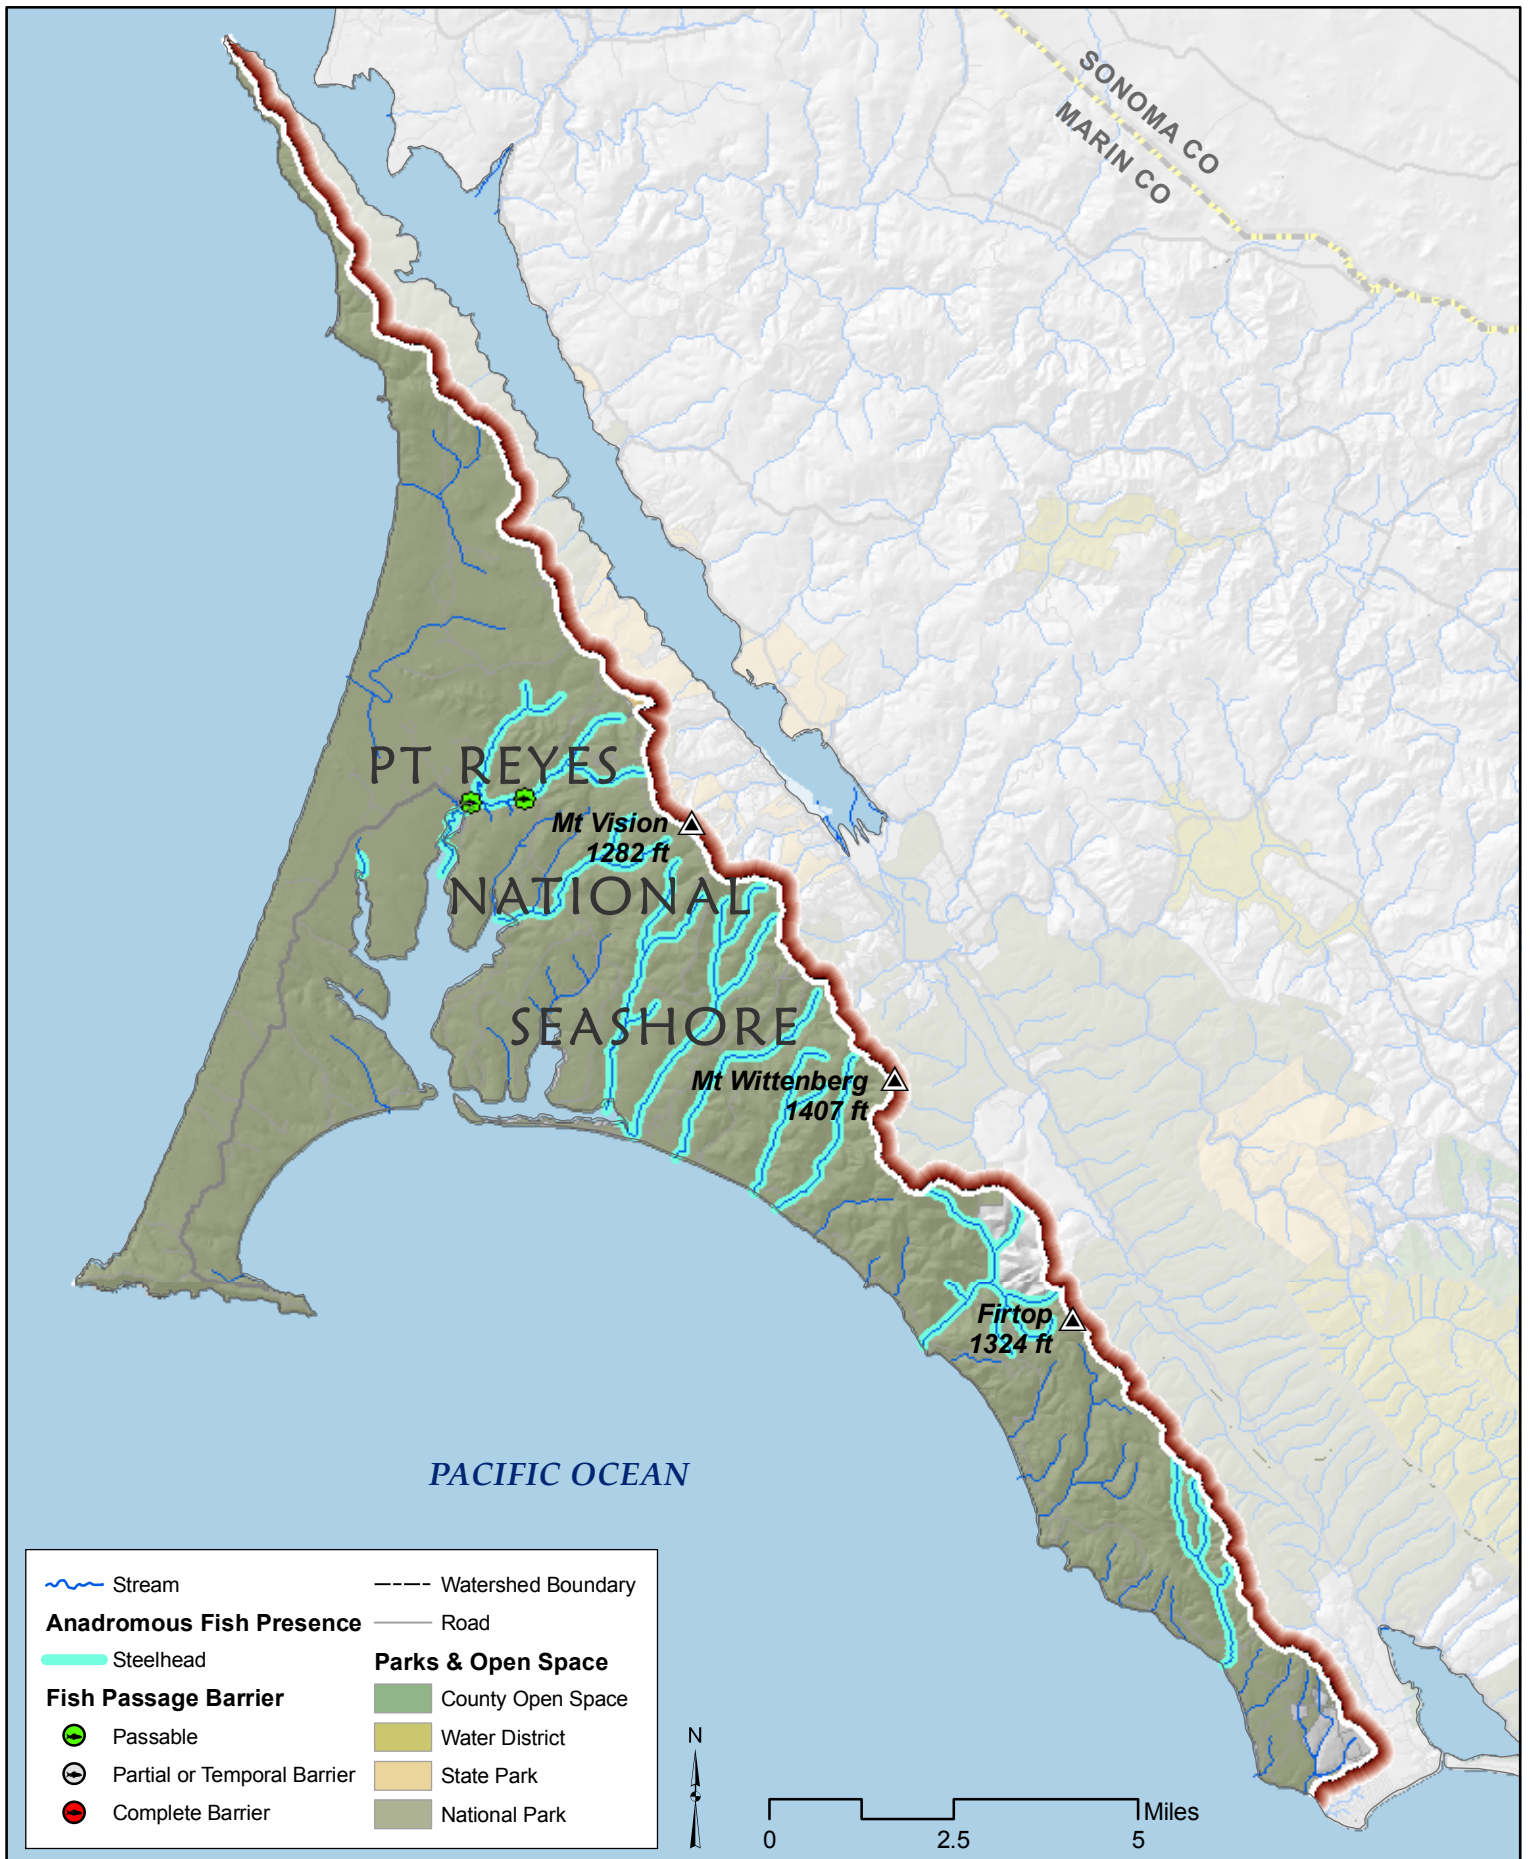 SONOMA CO
MARIN CO
PT REYES
Mt Vision
1282 ft
NATIONAL
SEASHORE
Mt Wittenberg
1407 ft
Firtop
1324 ft
PACIFIC OCEAN
Stream
Anadromous Fish Presence
Steelhead
Fish Passage Barrier
Passable
Partial or Temporal Barrier
Complete Barrier
Watershed Boundary
Road
Parks & Open Space
County Open Space
Water District
State Park
National Park
N
Miles
0 2.5 5